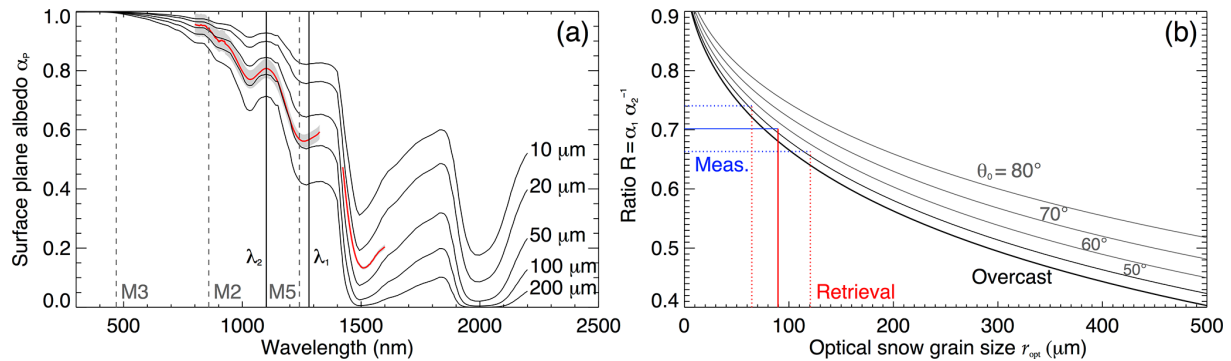 (a)
Surface plane albedo αP
1.0
0.8
0.6
0.4
0.2
0.0
10 μm
20 μm
50 μm
100 μm
200 μm
λ2
λ1
M3
M2
M5
500
1000
1500
2000
2500
Wavelength (nm)
(b)
Ratio R = α1 α2⁻¹
0.9
0.8
0.7
0.6
0.5
0.4
Meas.
θ0 = 80°
70°
60°
50°
Overcast
Retrieval
0
100
200
300
400
500
Optical snow grain size ropt (μm)